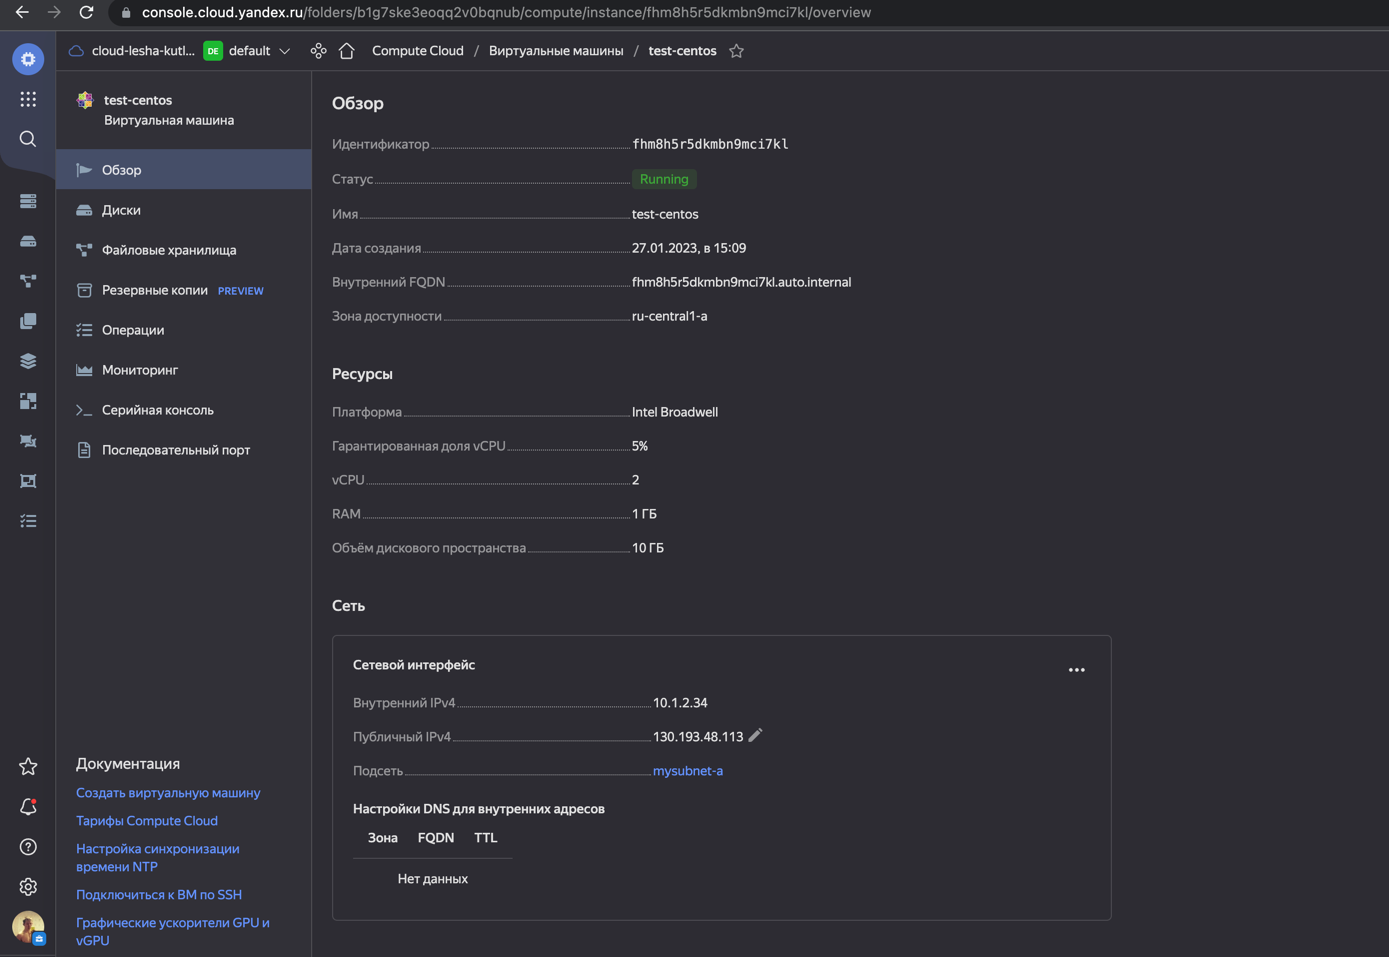 console.cloud.yandex.ru/folders/b1g7ske3eoqq2v0bqnub/compute/instance/fhm8h5r5dkmbn9mci7kl/overview
cloud-lesha-kutl... DE default Compute Cloud / Виртуальные машины / test-centos
test-centos
Виртуальная машина
Обзор
Диски
Файловые хранилища
Резервные копии PREVIEW
Операции
Мониторинг
Серийная консоль
Последовательный порт
Документация
Создать виртуальную машину
Тарифы Compute Cloud
Настройка синхронизации
времени NTP
Подключиться к ВМ по SSH
Графические ускорители GPU и
vGPU
Обзор
Идентификатор fhm8h5r5dkmbn9mci7kl
Статус Running
Имя test-centos
Дата создания 27.01.2023, в 15:09
Внутренний FQDN fhm8h5r5dkmbn9mci7kl.auto.internal
Зона доступности ru-central1-a
Ресурсы
Платформа Intel Broadwell
Гарантированная доля vCPU 5%
vCPU 2
RAM 1 ГБ
Объём дискового пространства 10 ГБ
Сеть
Сетевой интерфейс
Внутренний IPv4 10.1.2.34
Публичный IPv4 130.193.48.113
Подсеть mysubnet-a
Настройки DNS для внутренних адресов
Зона FQDN TTL
Нет данных